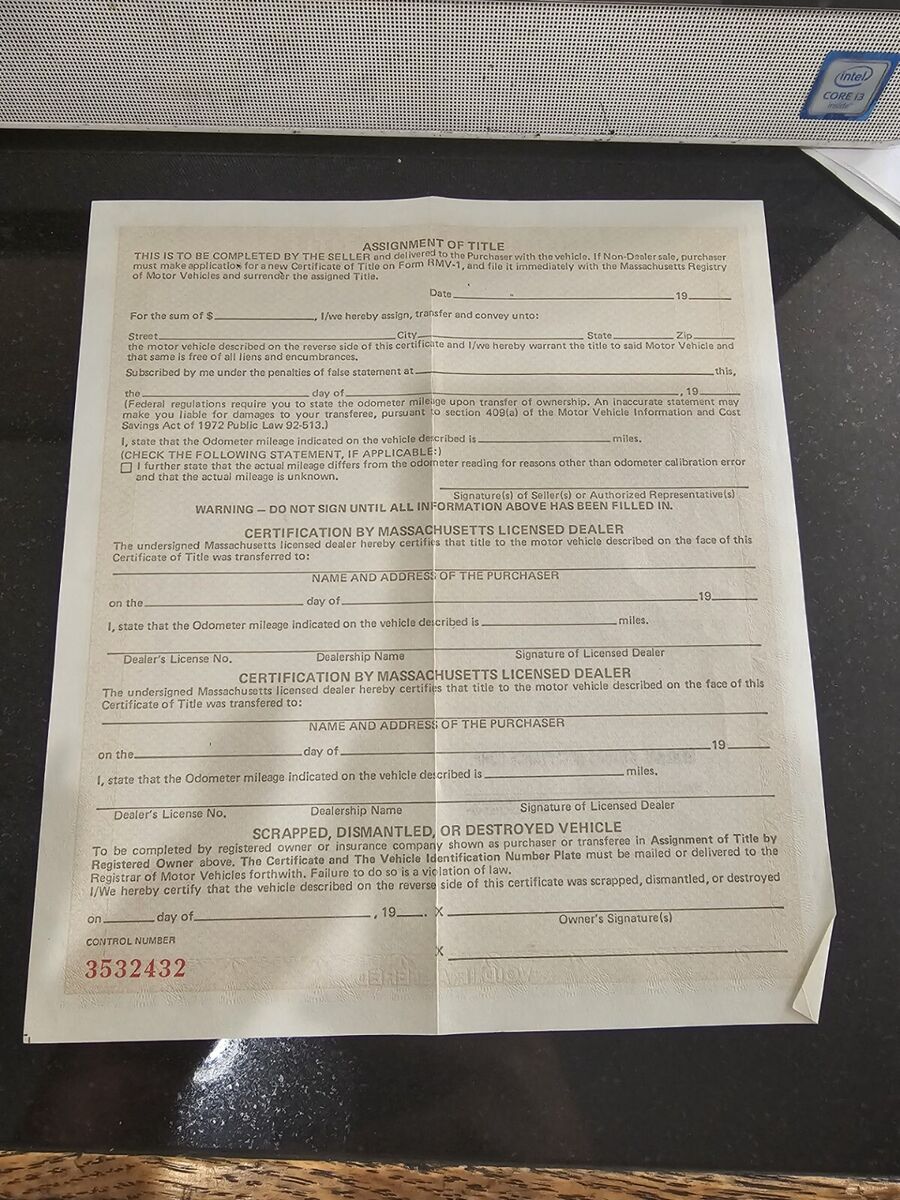 intel
CORE i3
inside
ASSIGNMENT OF TITLE
THIS IS TO BE COMPLETED BY THE SELLER and delivered to the Purchaser with the vehicle. If Non-Dealer sale, purchaser
must make application for a new Certificate of Title on Form RMV-1, and file it immediately with the Massachusetts Registry
of Motor Vehicles and surrender the assigned Title.
Date 19
For the sum of $ , I/we hereby assign, transfer and convey unto:
Street City State Zip
the motor vehicle described on the reverse side of this certificate and I/we hereby warrant the title to said Motor Vehicle and
that same is free of all liens and encumbrances.
Subscribed by me under the penalties of false statement at this,
the day of , 19
(Federal regulations require you to state the odometer mileage upon transfer of ownership. An inaccurate statement may
make you liable for damages to your transferee, pursuant to section 409(a) of the Motor Vehicle Information and Cost
Savings Act of 1972 Public Law 92-513.)
I, state that the Odometer mileage indicated on the vehicle described is miles.
(CHECK THE FOLLOWING STATEMENT, IF APPLICABLE:)
I further state that the actual mileage differs from the odometer reading for reasons other than odometer calibration error
and that the actual mileage is unknown.
Signature(s) of Seller(s) or Authorized Representative(s)
WARNING – DO NOT SIGN UNTIL ALL INFORMATION ABOVE HAS BEEN FILLED IN.
CERTIFICATION BY MASSACHUSETTS LICENSED DEALER
The undersigned Massachusetts licensed dealer hereby certifies that title to the motor vehicle described on the face of this
Certificate of Title was transferred to:
NAME AND ADDRESS OF THE PURCHASER
on the day of 19
I, state that the Odometer mileage indicated on the vehicle described is miles.
Dealer's License No. Dealership Name Signature of Licensed Dealer
CERTIFICATION BY MASSACHUSETTS LICENSED DEALER
The undersigned Massachusetts licensed dealer hereby certifies that title to the motor vehicle described on the face of this
Certificate of Title was transfered to:
NAME AND ADDRESS OF THE PURCHASER
on the day of 19
I, state that the Odometer mileage indicated on the vehicle described is miles.
Dealer's License No. Dealership Name Signature of Licensed Dealer
SCRAPPED, DISMANTLED, OR DESTROYED VEHICLE
To be completed by registered owner or insurance company shown as purchaser or transferee in Assignment of Title by
Registered Owner above. The Certificate and The Vehicle Identification Number Plate must be mailed or delivered to the
Registrar of Motor Vehicles forthwith. Failure to do so is a violation of law.
I/We hereby certify that the vehicle described on the reverse side of this certificate was scrapped, dismantled, or destroyed
on day of , 19 . X
Owner's Signature(s)
CONTROL NUMBER
X
3532432